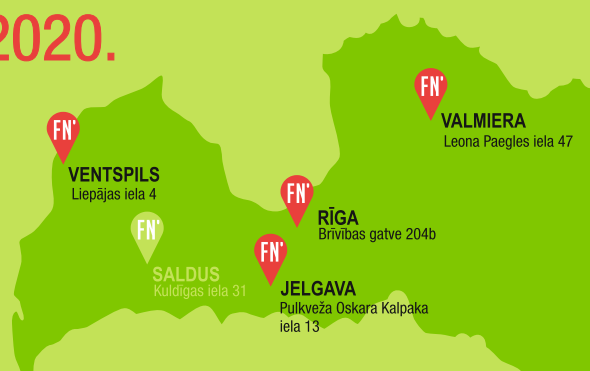 2020.
FN'
VALMIERA
Leona Paegles iela 47
FN'
VENTSPILS
Liepājas iela 4
FN'
RĪGA
Brīvības gatve 204b
FN'
SALDUS
Kuldīgas iela 31
FN'
JELGAVA
Pulkveža Oskara Kalpaka
iela 13